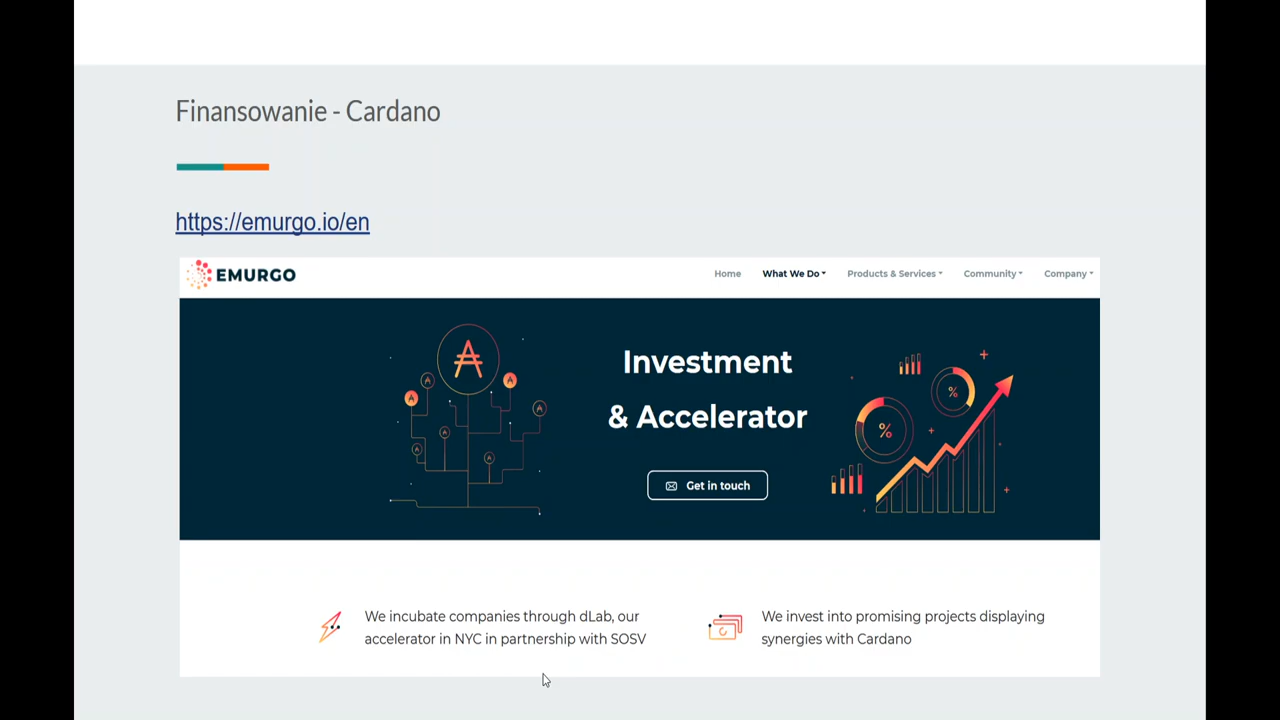 Finansowanie - Cardano
https://emurgo.io/en
EMURGO
Home What We Do Products & Services Community Company
Investment
& Accelerator
% %
Get in touch
We incubate companies through dLab, our
accelerator in NYC in partnership with SOSV
We invest into promising projects displaying
synergies with Cardano